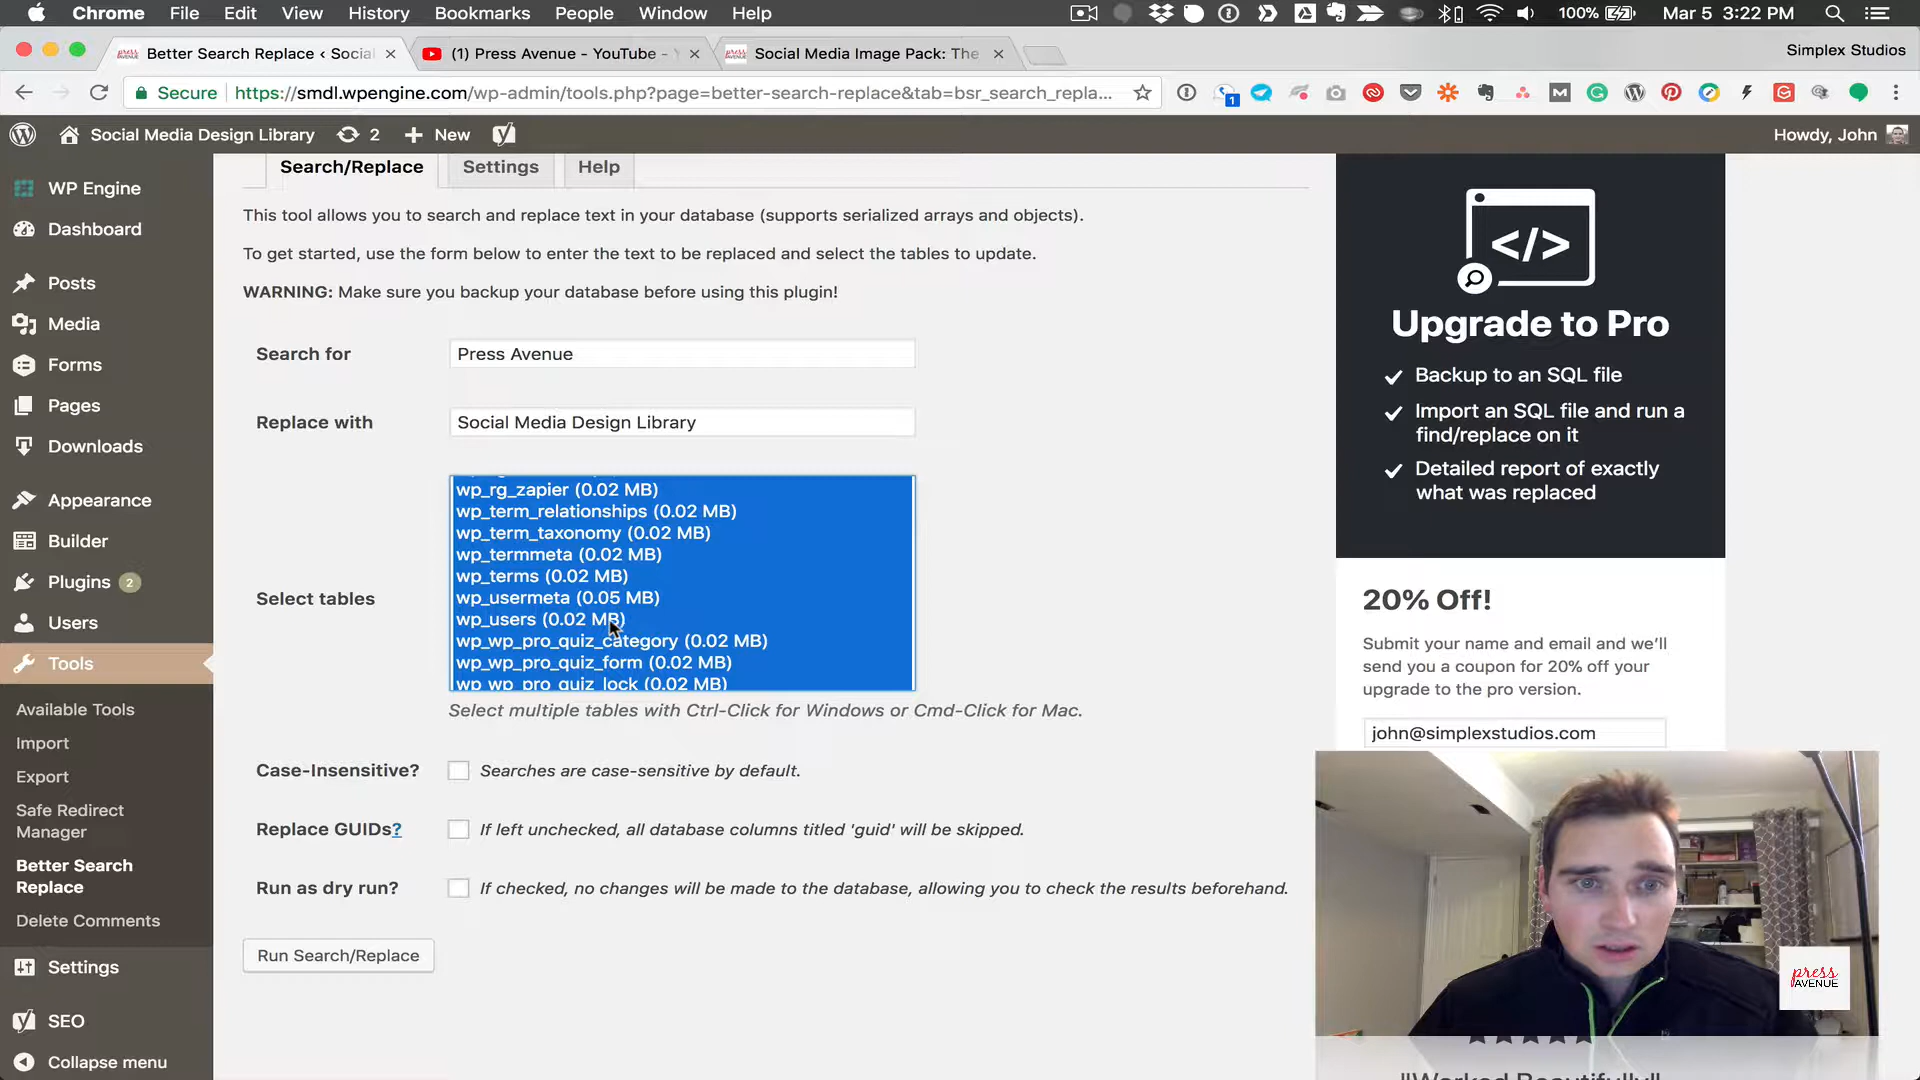 Chrome File Edit View History Bookmarks People Window Help 100% Mar 5 3:22 PM
Better Search Replace ‹ Social (1) Press Avenue - YouTube - Social Media Image Pack: The Simplex Studios
Secure https://smdl.wpengine.com/wp-admin/tools.php?page=better-search-replace&tab=bsr_search_repla... 1
Social Media Design Library 2 New Howdy, John
WP Engine
Dashboard
Posts
Media
Forms
Pages
Downloads
Appearance
Builder
Plugins 2
Users
Tools
Available Tools
Import
Export
Safe Redirect
Manager
Better Search
Replace
Delete Comments
Settings
SEO
Collapse menu
Search/Replace Settings Help
This tool allows you to search and replace text in your database (supports serialized arrays and objects).
To get started, use the form below to enter the text to be replaced and select the tables to update.
WARNING: Make sure you backup your database before using this plugin!
Search for Press Avenue
Replace with Social Media Design Library
Select tables
wp_rg_zapier (0.02 MB)
wp_term_relationships (0.02 MB)
wp_term_taxonomy (0.02 MB)
wp_termmeta (0.02 MB)
wp_terms (0.02 MB)
wp_usermeta (0.05 MB)
wp_users (0.02 MB)
wp_wp_pro_quiz_category (0.02 MB)
wp_wp_pro_quiz_form (0.02 MB)
wp_wp_pro_quiz_lock (0.02 MB)
Select multiple tables with Ctrl-Click for Windows or Cmd-Click for Mac.
Case-Insensitive? Searches are case-sensitive by default.
Replace GUIDs? If left unchecked, all database columns titled 'guid' will be skipped.
Run as dry run? If checked, no changes will be made to the database, allowing you to check the results beforehand.
Run Search/Replace
</>
Upgrade to Pro
Backup to an SQL file
Import an SQL file and run a
find/replace on it
Detailed report of exactly
what was replaced
20% Off!
Submit your name and email and we'll
send you a coupon for 20% off your
upgrade to the pro version.
john@simplexstudios.com
press
AVENUE
"Worked Beautifully"